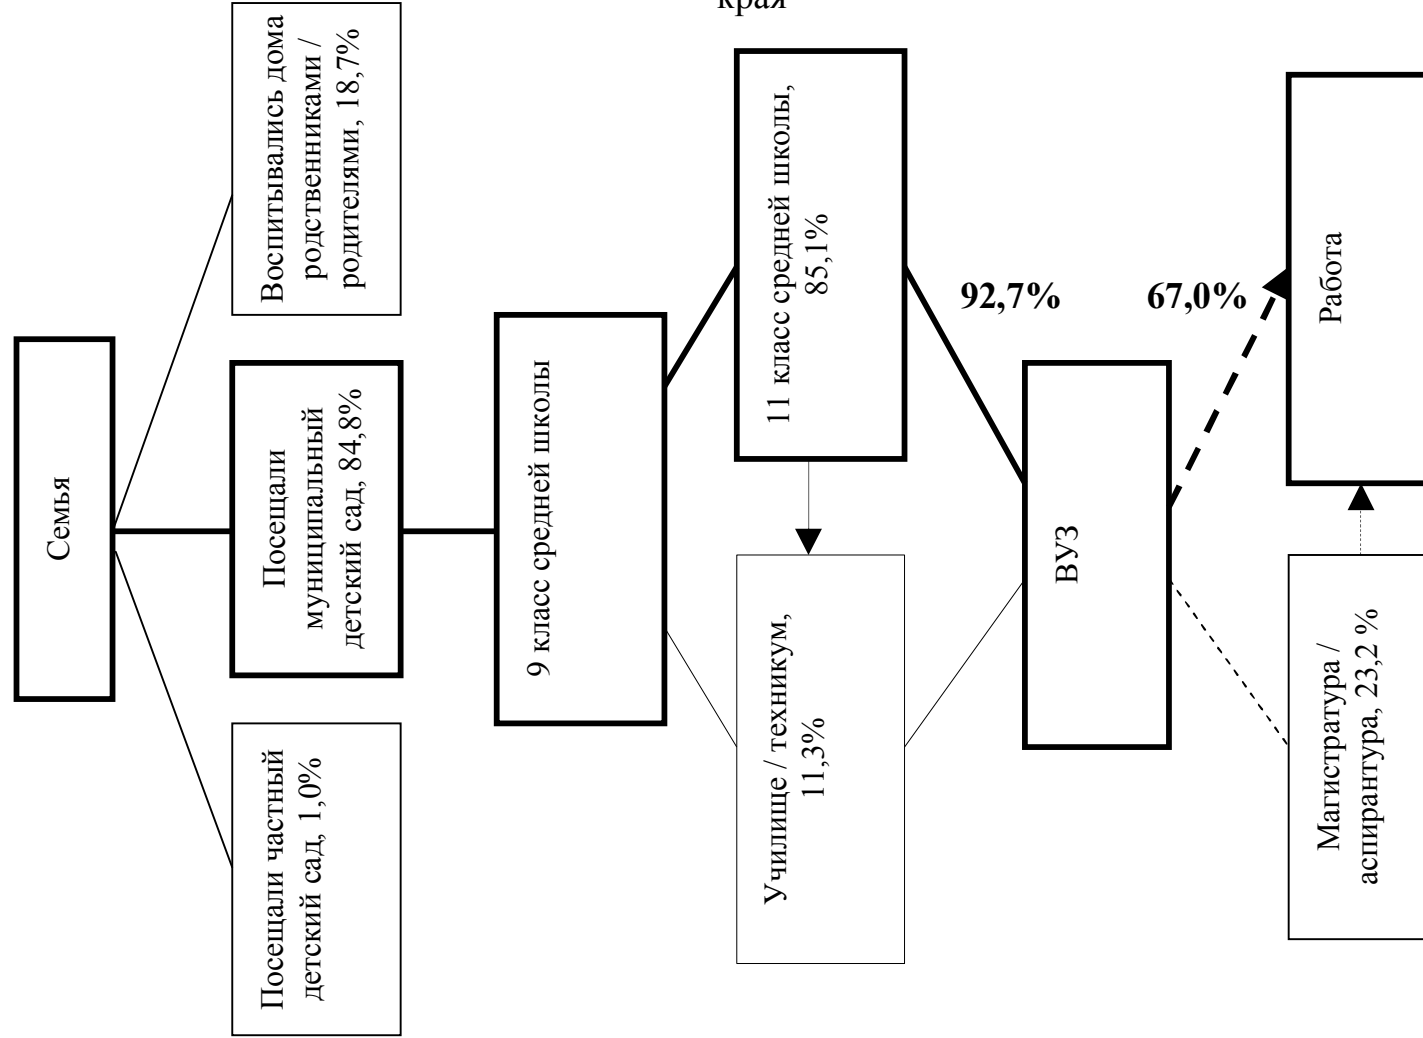 края
Семья
Воспитывались дома
родственниками /
родителями, 18,7%
Посещали
муниципальный
детский сад, 84,8%
Посещали частный
детский сад, 1,0%
9 класс средней школы
11 класс средней школы,
85,1%
Училище / техникум,
11,3%
92,7%
67,0%
ВУЗ
Работа
Магистратура /
аспирантура, 23,2 %